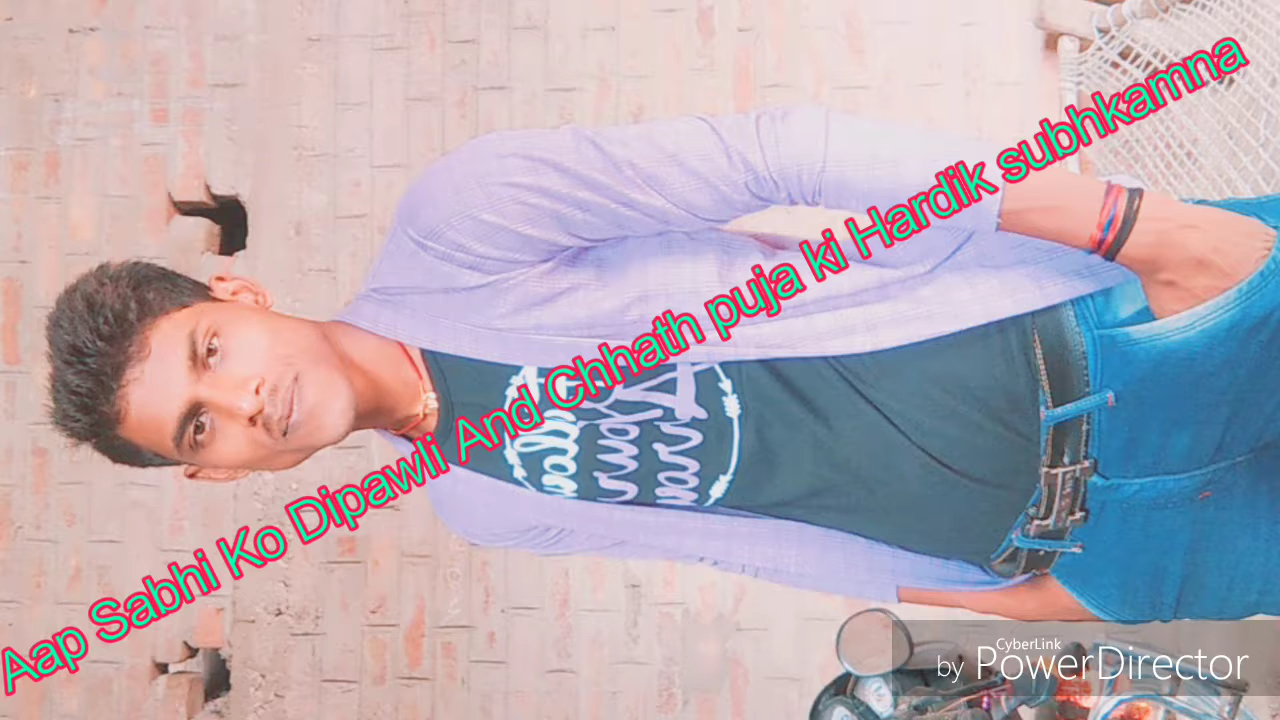 Aap Sabhi Ko Dipawli And Chhath puja ki Hardik subhkamna
CyberLink
by PowerDirector